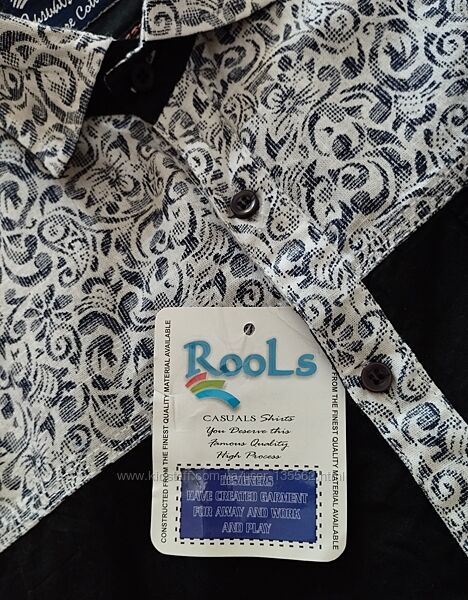 RooLs
CASUALS Shirts
You Deserve this
Famous Quality
High Process
DESIGNERS
HAVE CREATED GARMENT
FOR AWAY AND WORK
AND PLAY
CONSTRUCTED FROM THE FINEST QUALITY MATERIAL AVAILABLE
FROM THE FINEST QUALITY MATERIAL AVAILABLE